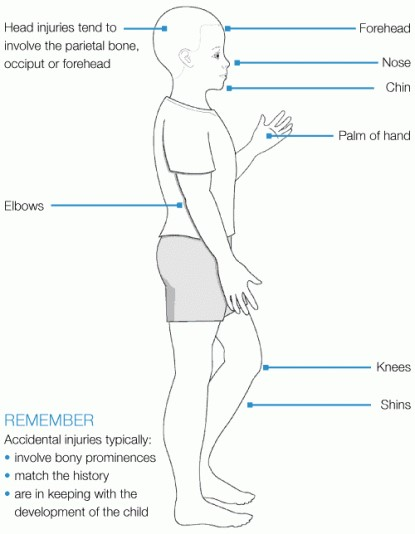 Head injuries tend to
involve the parietal bone,
occiput or forehead
Forehead
Nose
Chin
Palm of hand
Elbows
Knees
Shins
REMEMBER
Accidental injuries typically:
• involve bony prominences
• match the history
• are in keeping with the
development of the child